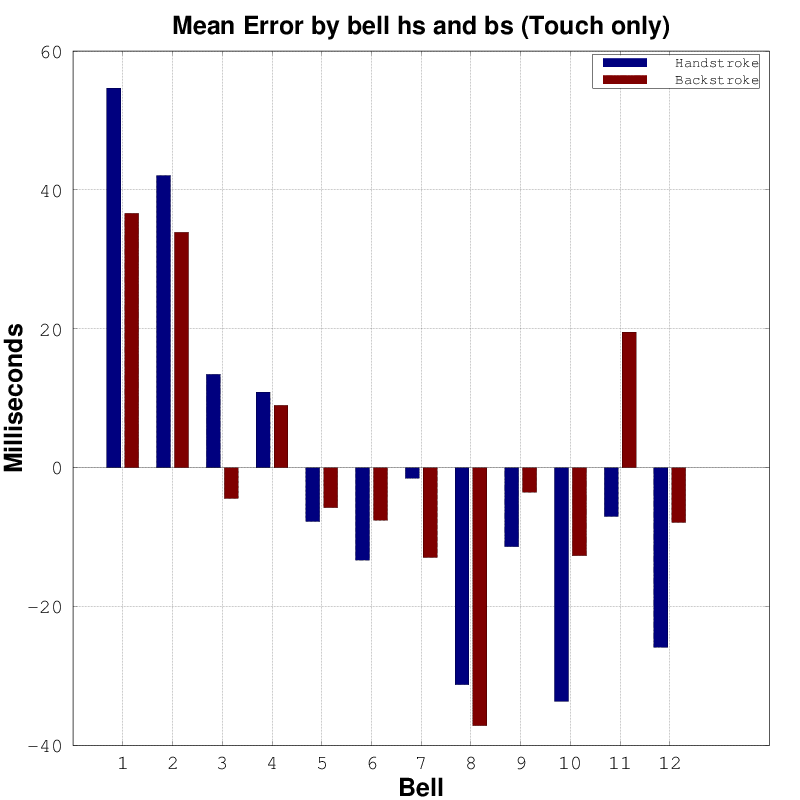 Mean Error by bell hs and bs (Touch only)
60
Handstroke
Backstroke
40
20
0
-20
-40
Milliseconds
1 2 3 4 5 6 7 8 9 10 11 12
Bell